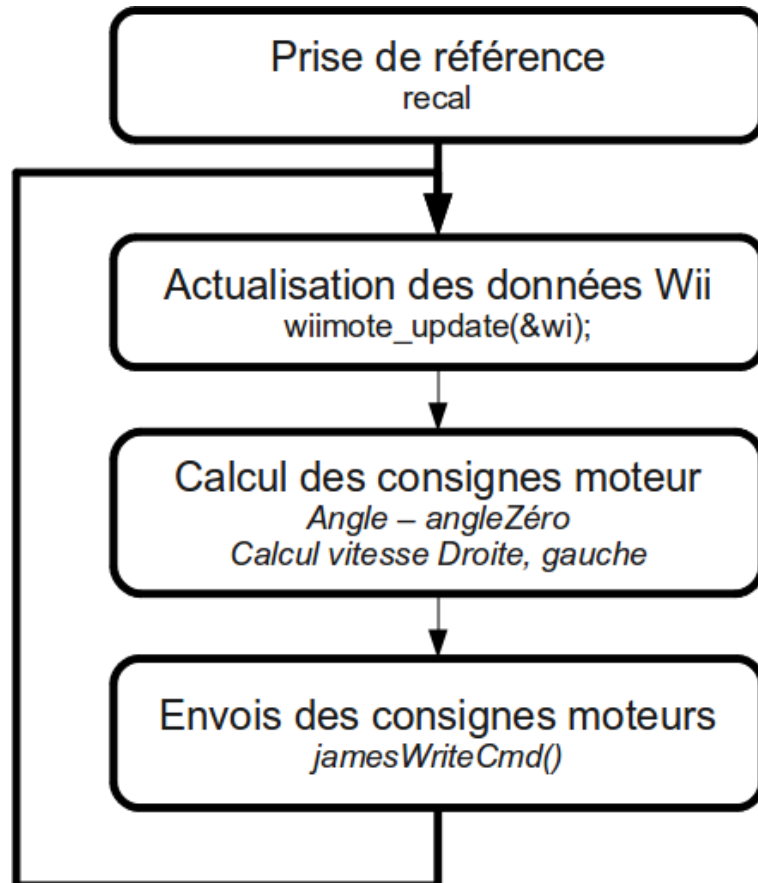 Prise de référence
recal
Actualisation des données Wii
wiimote_update(&wi);
Calcul des consignes moteur
Angle – angleZéro
Calcul vitesse Droite, gauche
Envois des consignes moteurs
jamesWriteCmd()